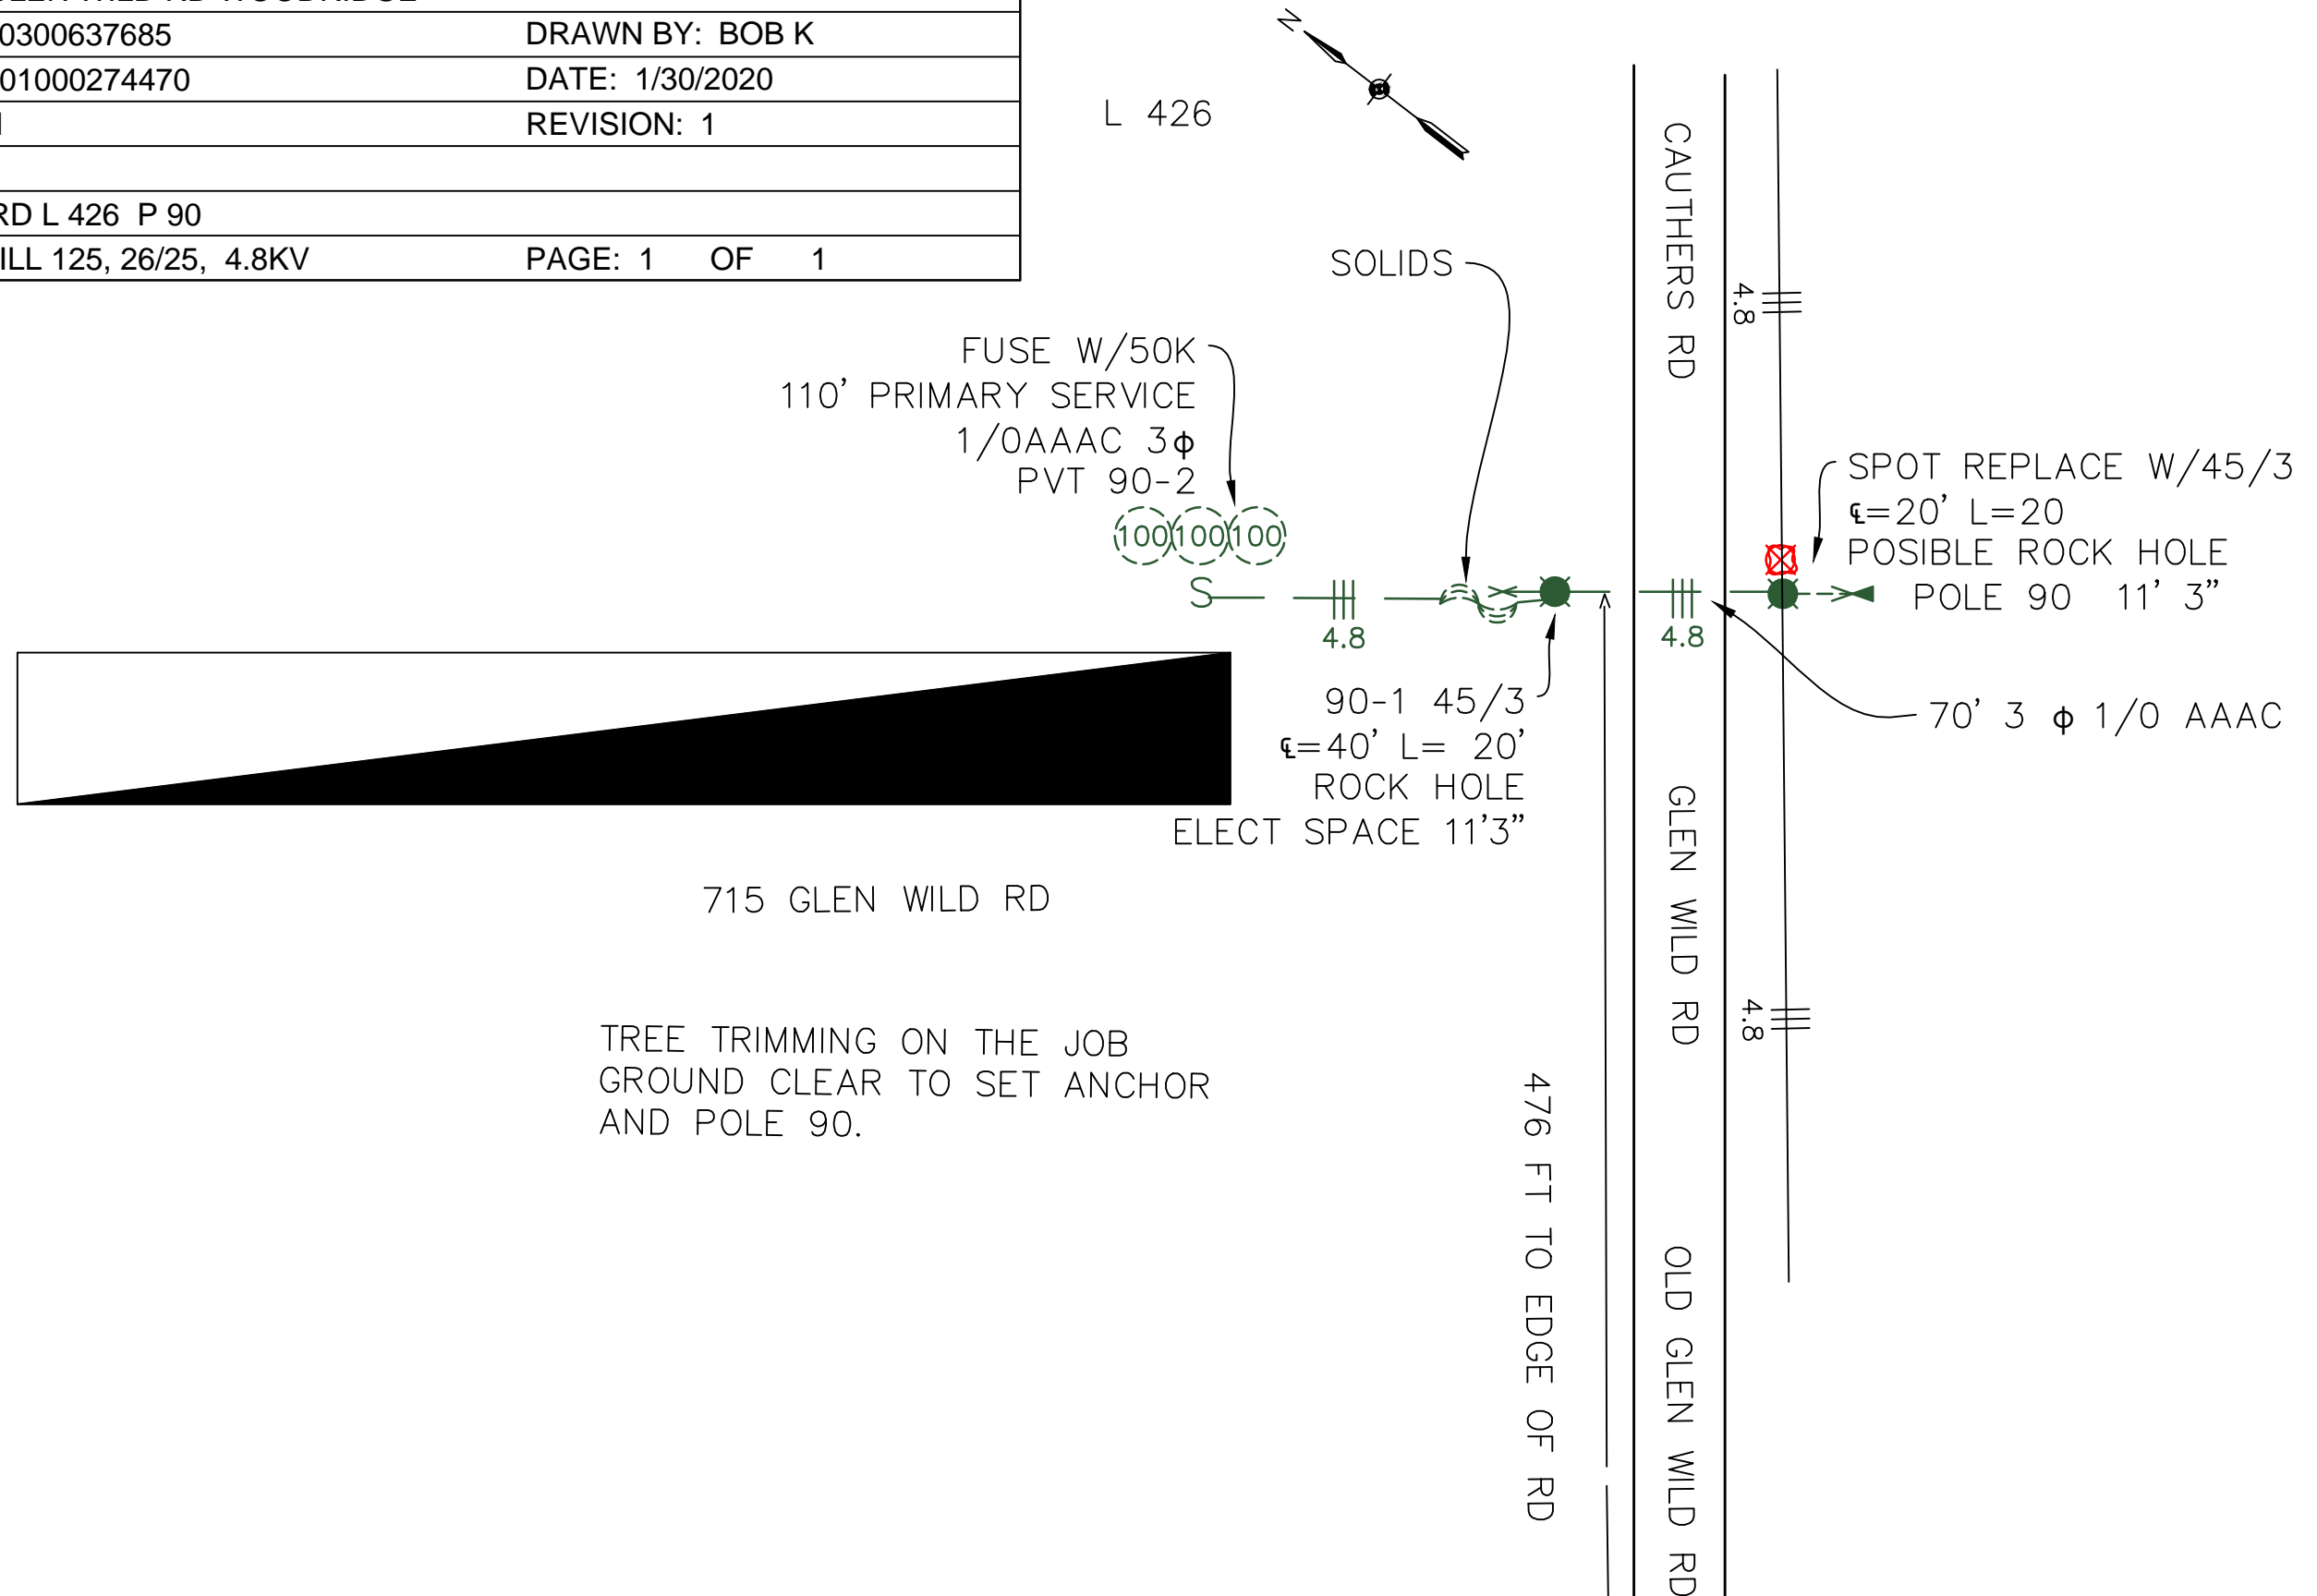 0300637685
DRAWN BY: BOB K
01000274470
DATE: 1/30/2020
REVISION: 1
RD L 426 P 90
ILL 125, 26/25, 4.8KV
PAGE: 1 OF 1
N
L 426
SOLIDS
FUSE W/50K
110' PRIMARY SERVICE
1/0AAAC 3ϕ
PVT 90-2
100 100 100
S
4.8
4.8
CAUTHERS RD
4.8
SPOT REPLACE W/45/3
℄=20' L=20
POSIBLE ROCK HOLE
POLE 90 11' 3"
90-1 45/3
℄=40' L= 20'
ROCK HOLE
ELECT SPACE 11'3"
70' 3 ϕ 1/0 AAAC
GLEN WILD RD
4.8
715 GLEN WILD RD
TREE TRIMMING ON THE JOB
GROUND CLEAR TO SET ANCHOR
AND POLE 90.
476 FT TO EDGE OF RD
OLD GLEN WILD RD